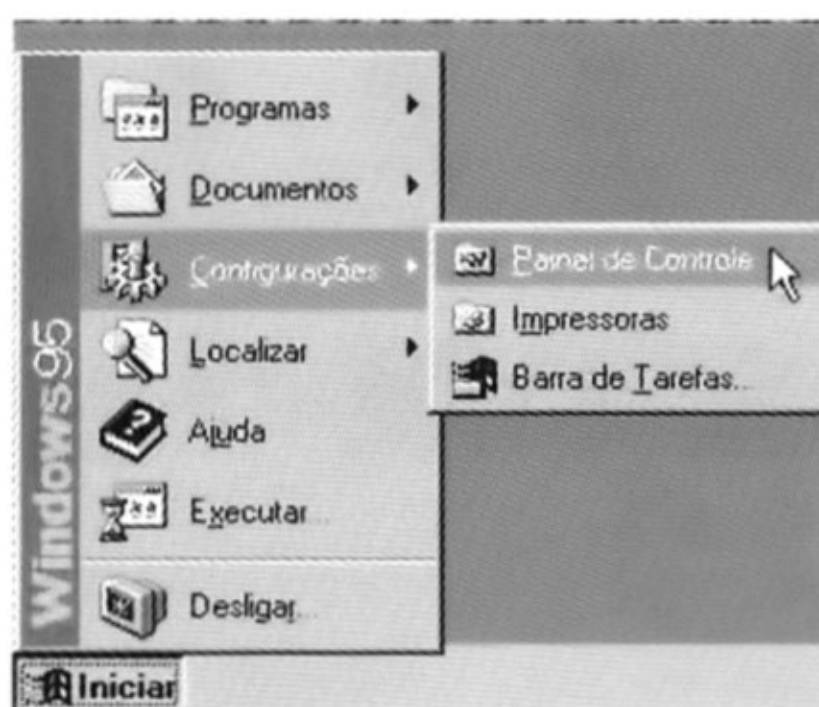 Programas
Documentos
Configurações
Painel de Controle
Impressoras
Barra de Tarefas...
Localizar
Ajuda
Executar...
Desligar...
Windows95
Iniciar